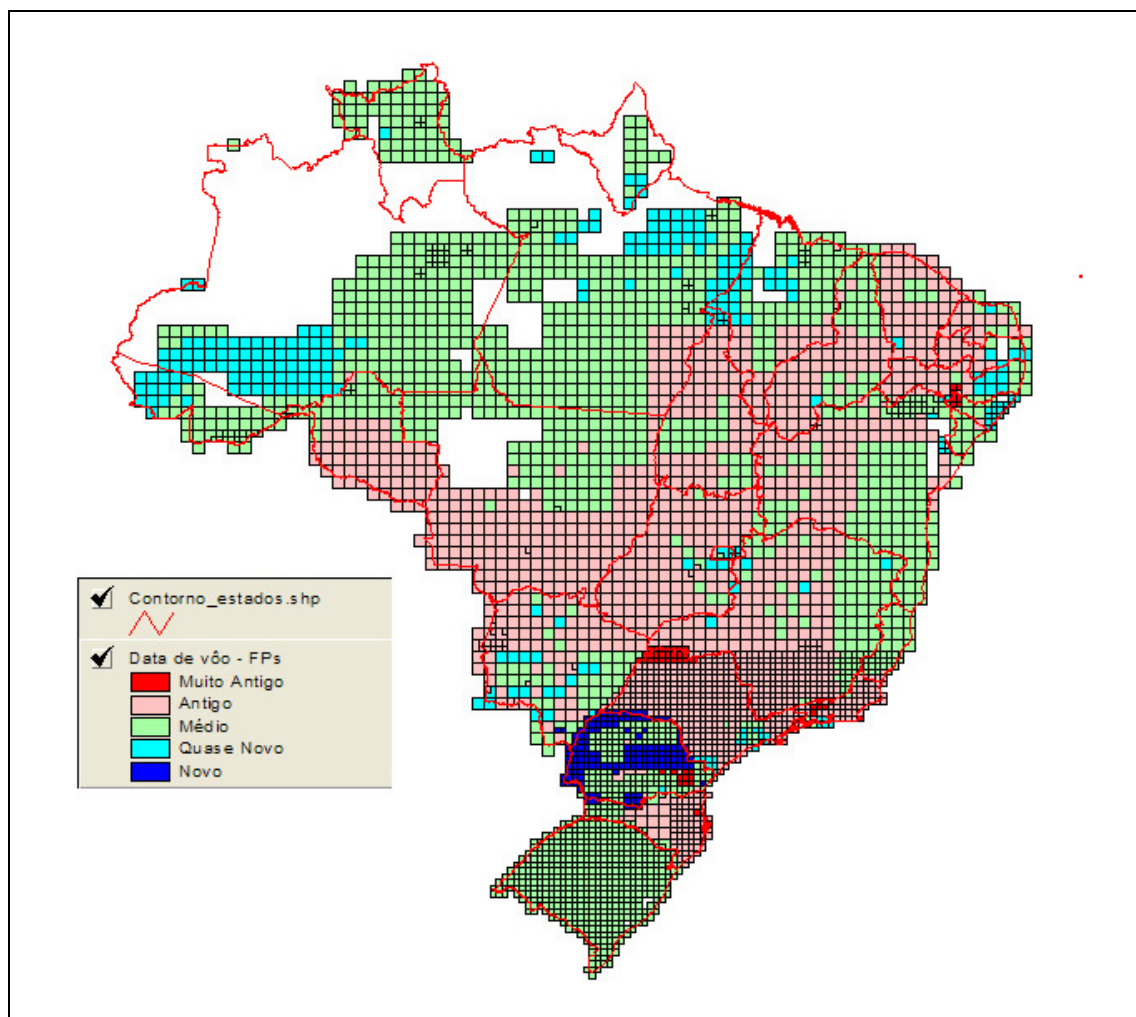 Contorno_estados.shp
Data de vôo - FPs
Muito Antigo
Antigo
Médio
Quase Novo
Novo